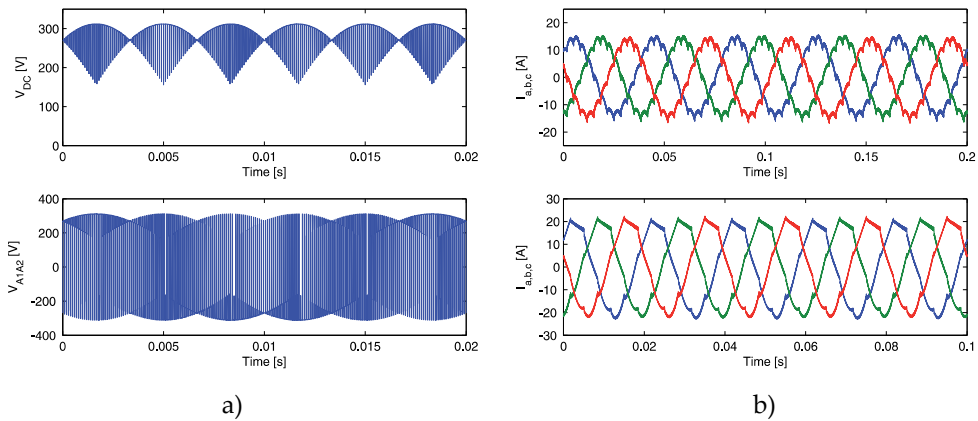 300
200
100
0
V_DC [V]
0 0.005 0.01 0.015 0.02
Time [s]
400
200
0
-200
-400
V_A1A2 [V]
0 0.005 0.01 0.015 0.02
Time [s]
a)
20
10
0
-10
-20
I_a,b,c [A]
0 0.05 0.1 0.15 0.2
Time [s]
30
20
10
0
-10
-20
-30
I_a,b,c [A]
0 0.02 0.04 0.06 0.08 0.1
Time [s]
b)